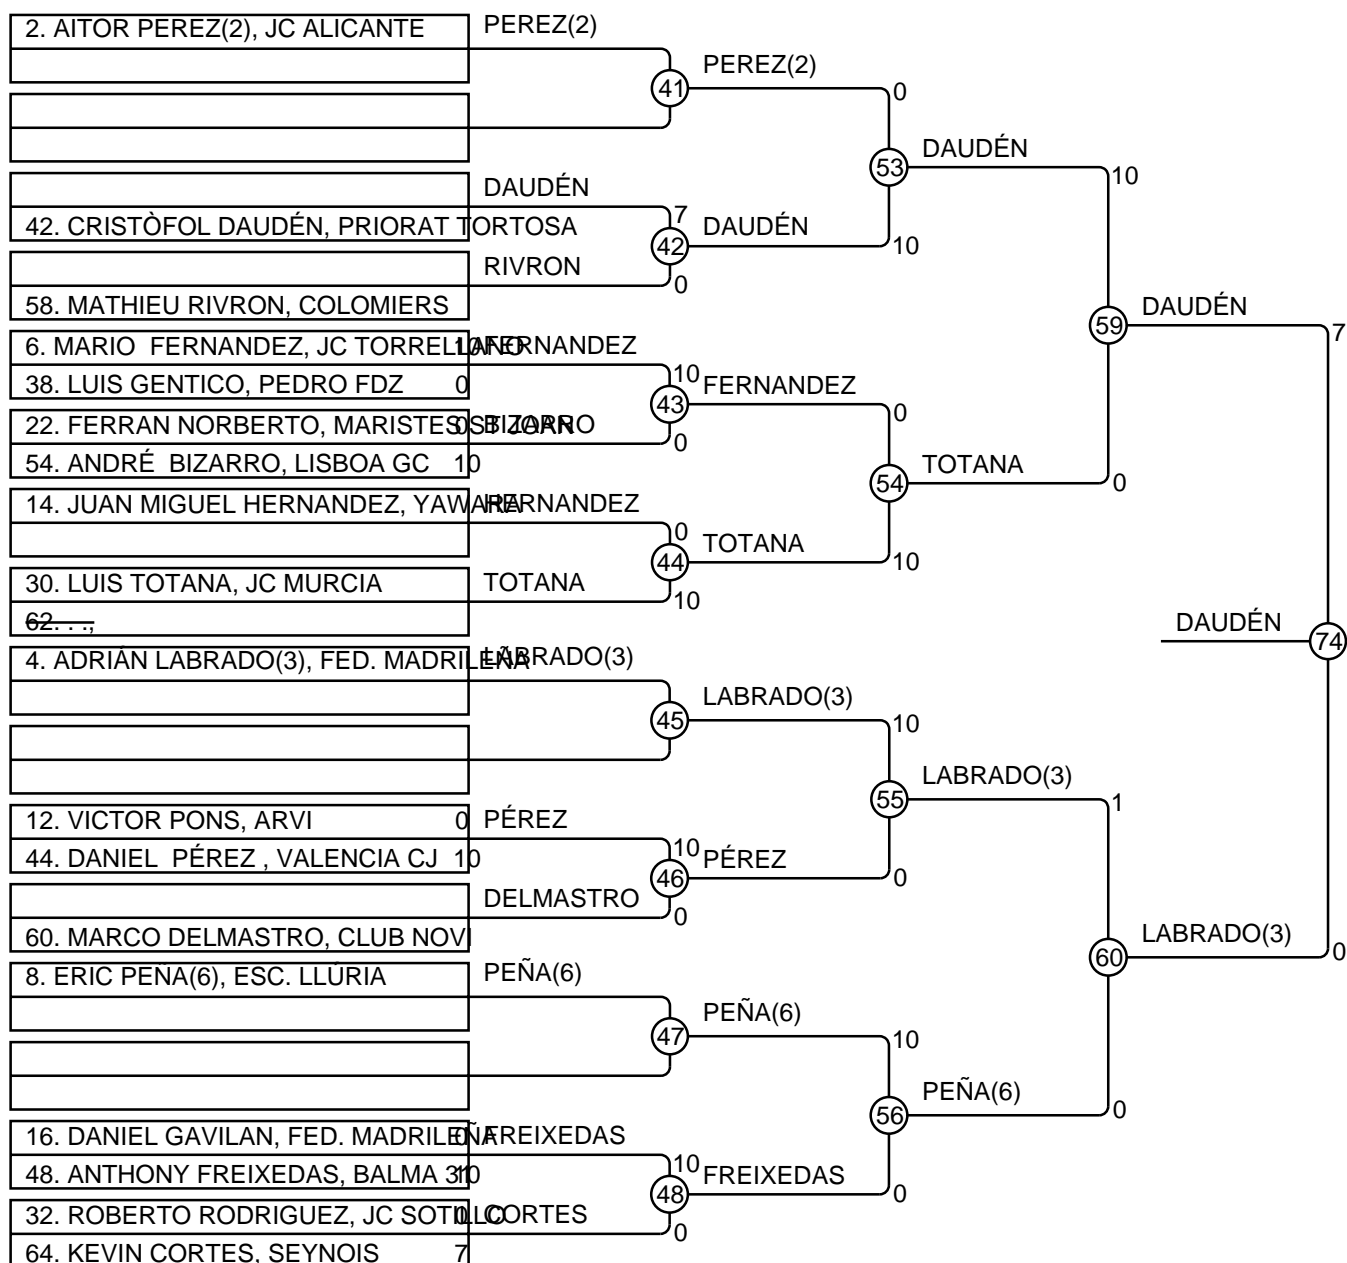 2. AITOR PEREZ(2), JC ALICANTE PEREZ(2)
PEREZ(2)
41
0
DAUDÉN
53
10
DAUDÉN
7
42. CRISTÒFOL DAUDÉN, PRIORAT TORTOSA
DAUDÉN
42
10
RIVRON
0
58. MATHIEU RIVRON, COLOMIERS
DAUDÉN
59
7
6. MARIO FERNANDEZ, JC TORRELLANO 10 FERNANDEZ
10
38. LUIS GENTICO, PEDRO FDZ 0
FERNANDEZ
43
0
22. FERRAN NORBERTO, MARISTES ST JOAN 0 BIZARRO
0
54. ANDRÉ BIZARRO, LISBOA GC 10
TOTANA
54
0
14. JUAN MIGUEL HERNANDEZ, YAWARA HERNANDEZ
0
TOTANA
44
10
30. LUIS TOTANA, JC MURCIA TOTANA
10
62. . .,
DAUDÉN
74
4. ADRIÁN LABRADO(3), FED. MADRILEÑA LABRADO(3)
LABRADO(3)
45
10
LABRADO(3)
55
1
12. VICTOR PONS, ARVI 0 PÉREZ
10
44. DANIEL PÉREZ , VALENCIA CJ 10
PÉREZ
46
0
DELMASTRO
0
60. MARCO DELMASTRO, CLUB NOVI
LABRADO(3)
60
0
8. ERIC PEÑA(6), ESC. LLÚRIA PEÑA(6)
PEÑA(6)
47
10
PEÑA(6)
56
0
16. DANIEL GAVILAN, FED. MADRILEÑA 0 FREIXEDAS
10
48. ANTHONY FREIXEDAS, BALMA 31 10
FREIXEDAS
48
0
32. ROBERTO RODRIGUEZ, JC SOTILLO 0 CORTES
0
64. KEVIN CORTES, SEYNOIS 7